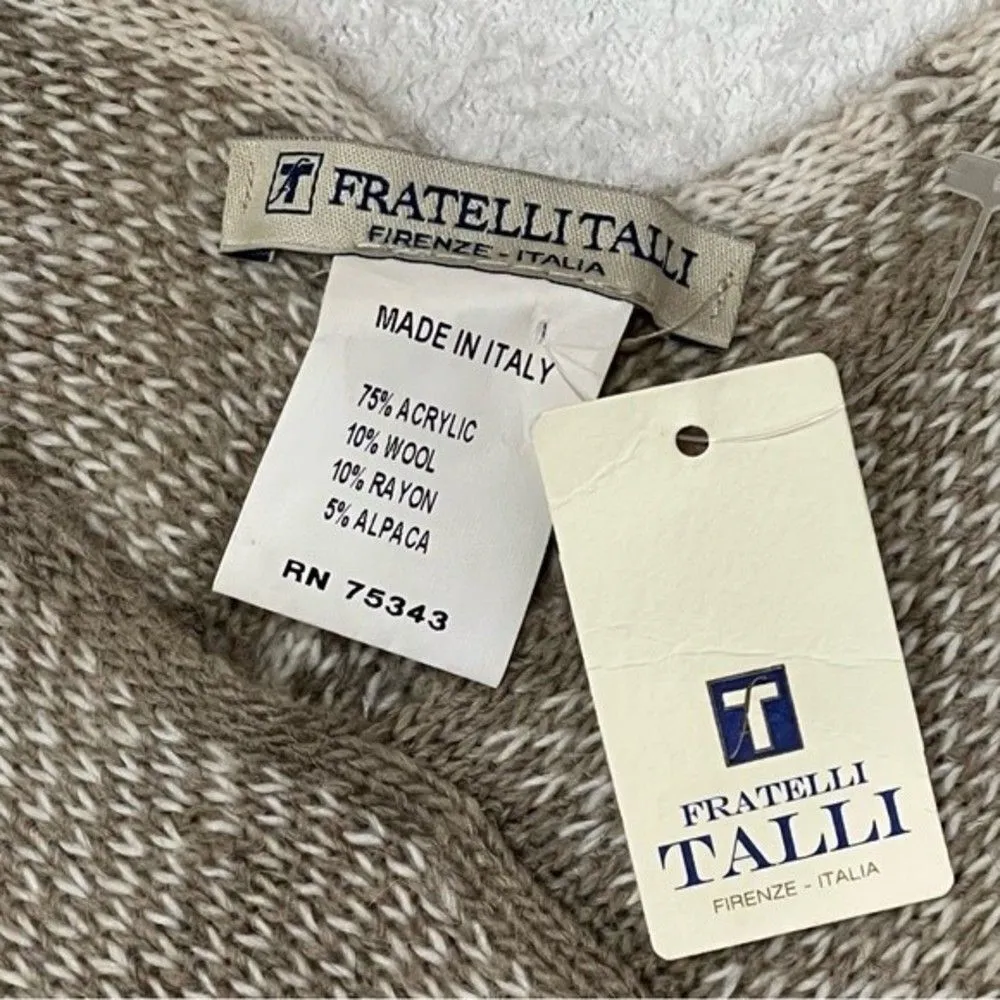 FRATELLI TALLI
FIRENZE - ITALIA
MADE IN ITALY
75% ACRYLIC
10% WOOL
10% RAYON
5% ALPACA
RN 75343
fT
FRATELLI
TALLI
FIRENZE - ITALIA